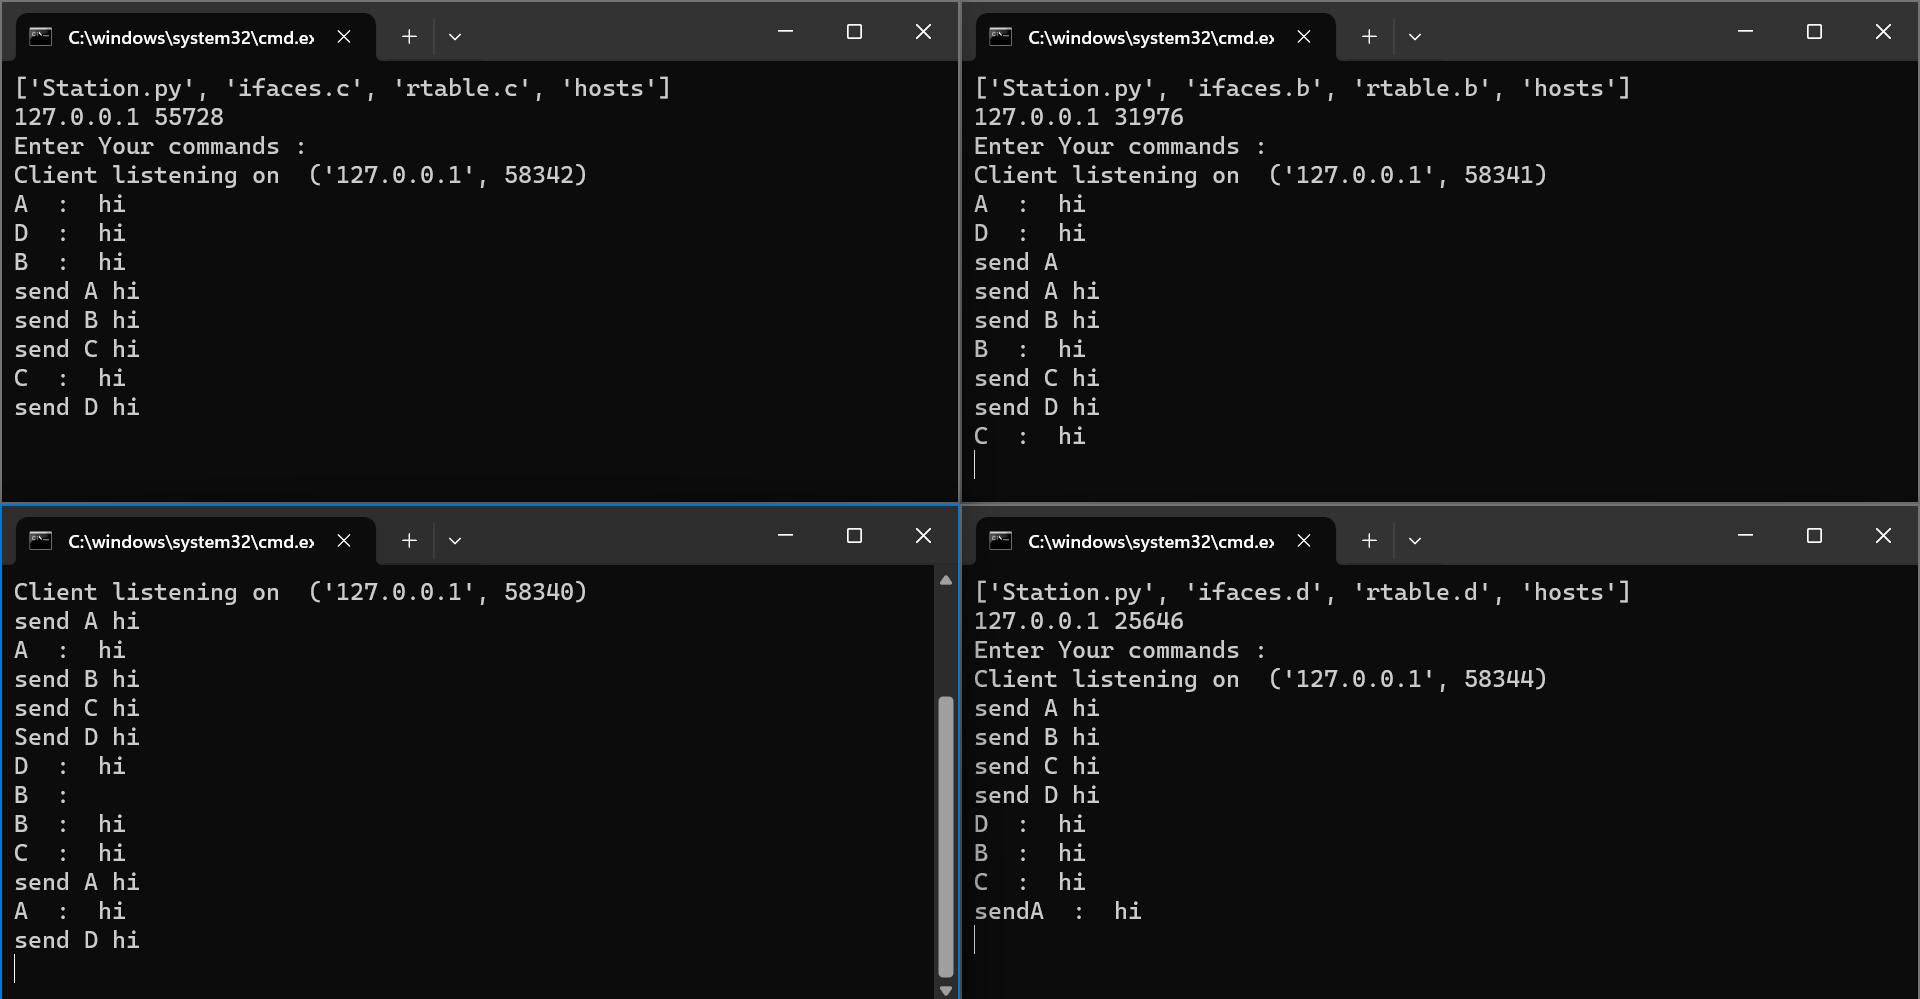 C:\windows\system32\cmd.ex
['Station.py', 'ifaces.c', 'rtable.c', 'hosts']
127.0.0.1 55728
Enter Your commands :
Client listening on  ('127.0.0.1', 58342)
A  :  hi
D  :  hi
B  :  hi
send A hi
send B hi
send C hi
C  :  hi
send D hi
C:\windows\system32\cmd.ex
['Station.py', 'ifaces.b', 'rtable.b', 'hosts']
127.0.0.1 31976
Enter Your commands :
Client listening on  ('127.0.0.1', 58341)
A  :  hi
D  :  hi
send A
send A hi
send B hi
B  :  hi
send C hi
send D hi
C  :  hi
C:\windows\system32\cmd.ex
Client listening on  ('127.0.0.1', 58340)
send A hi
A  :  hi
send B hi
send C hi
Send D hi
D  :  hi
B  :
B  :  hi
C  :  hi
send A hi
A  :  hi
send D hi
C:\windows\system32\cmd.ex
['Station.py', 'ifaces.d', 'rtable.d', 'hosts']
127.0.0.1 25646
Enter Your commands :
Client listening on  ('127.0.0.1', 58344)
send A hi
send B hi
send C hi
send D hi
D  :  hi
B  :  hi
C  :  hi
sendA  :  hi